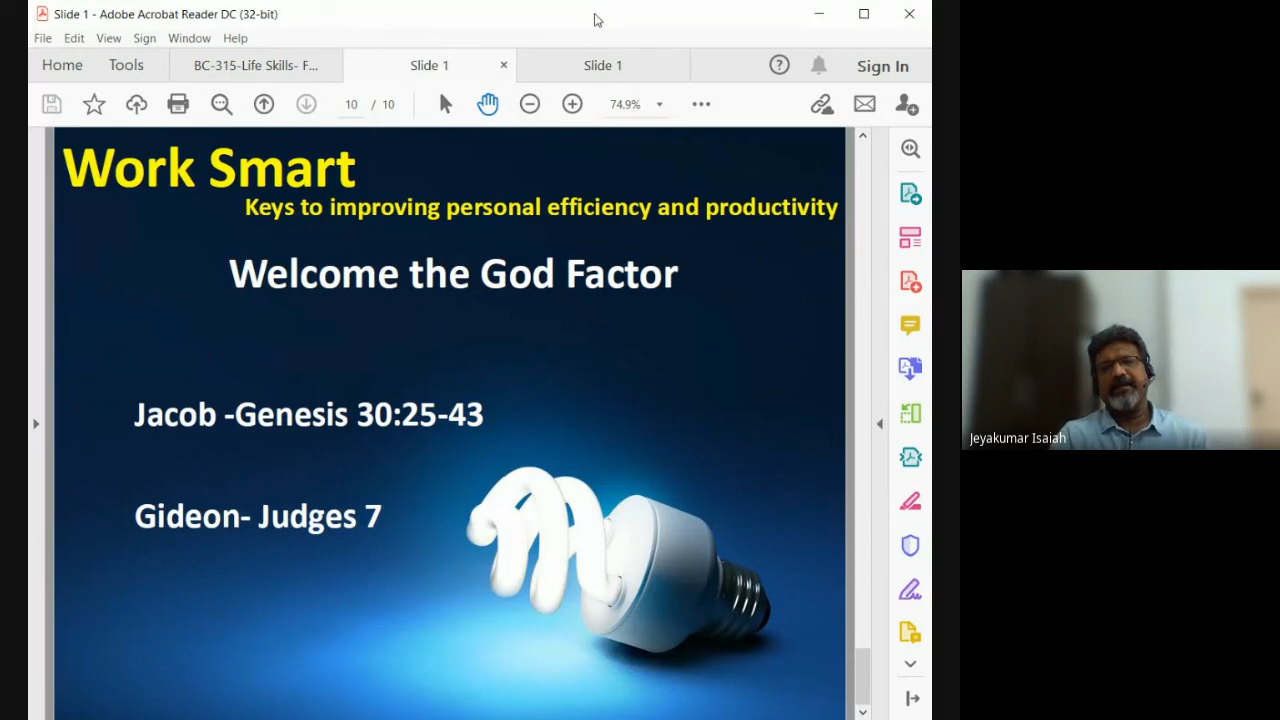 Slide 1 - Adobe Acrobat Reader DC (32-bit)
File Edit View Sign Window Help
Home Tools BC-315-Life Skills- F... Slide 1 × Slide 1 Sign In
10 / 10 74.9%
Work Smart
Keys to improving personal efficiency and productivity
Welcome the God Factor
Jacob -Genesis 30:25-43
Gideon- Judges 7
Jeyakumar Isaiah